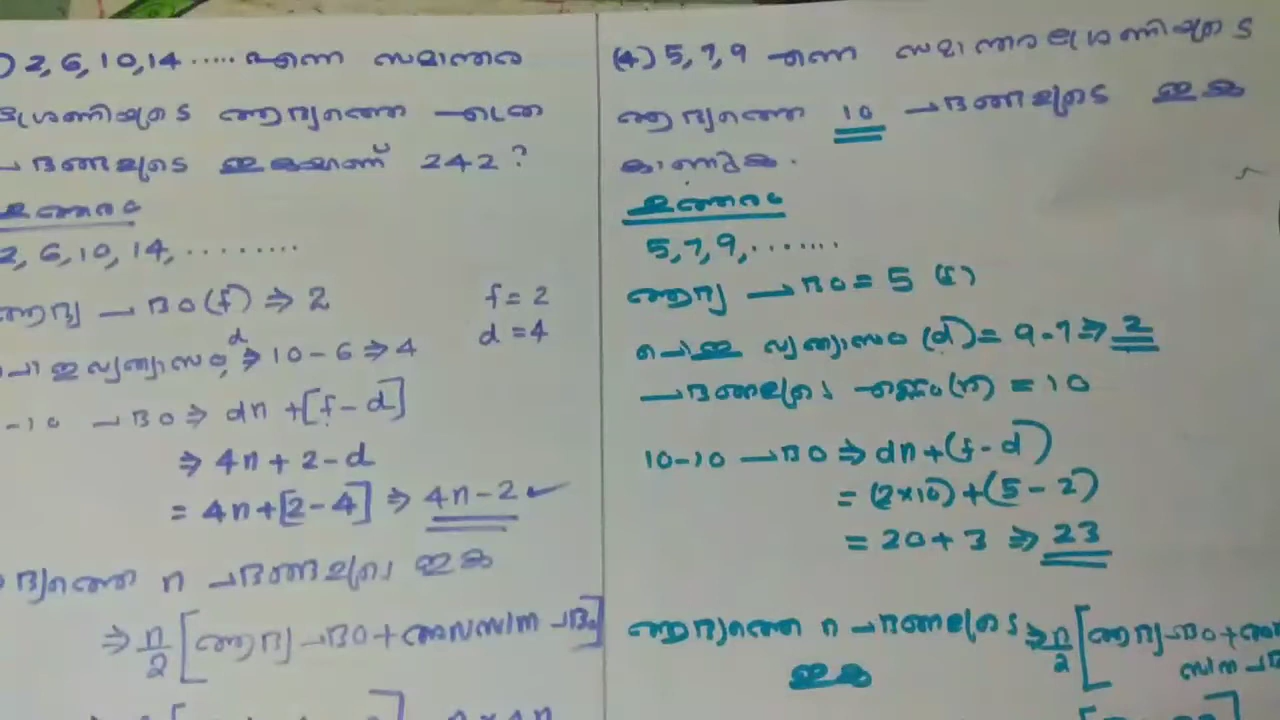 ) 2, 6, 10, 14 ..... എന്ന സമാന്തര
ശ്രേണിയുടെ ആദ്യത്തെ എത്ര
പദങ്ങളുടെ തുകയാണ് 242 ?
ഉത്തരം
2, 6, 10, 14, ........
ആദ്യ പദം (f) ⇒ 2
f = 2
പൊതുവ്യത്യാസം, d ⇒ 10 - 6 ⇒ 4
d = 4
-ാം പദം ⇒ dn + [f - d]
⇒ 4n + 2 - d
= 4n + [2 - 4] ⇒ 4n - 2 ✓
ദ്യത്തെ n പദങ്ങളുടെ തുക
⇒ n/2 [ആദ്യ പദം + അവസാന പദം]
(4) 5, 7, 9 എന്ന സമാന്തരശ്രേണിയുടെ
ആദ്യത്തെ 10 പദങ്ങളുടെ തുക
കാണുക.
ഉത്തരം
5, 7, 9, .......
ആദ്യ പദം = 5 (f)
പൊതു വ്യത്യാസം (d) = 9 - 7 ⇒ 2
പദങ്ങളുടെ എണ്ണം (n) = 10
10-ാം പദം ⇒ dn + (f - d)
= (2×10) + (5 - 2)
= 20 + 3 ⇒ 23
ആദ്യത്തെ n പദങ്ങളുടെ ⇒ n/2 [ആദ്യ പദം +
തുക